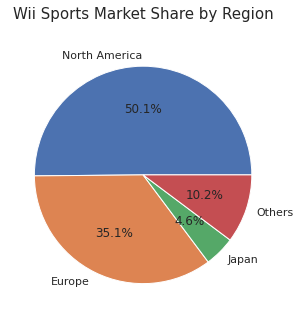 Wii Sports Market Share by Region
North America
50.1%
10.2%
Others
4.6%
35.1%
Japan
Europe